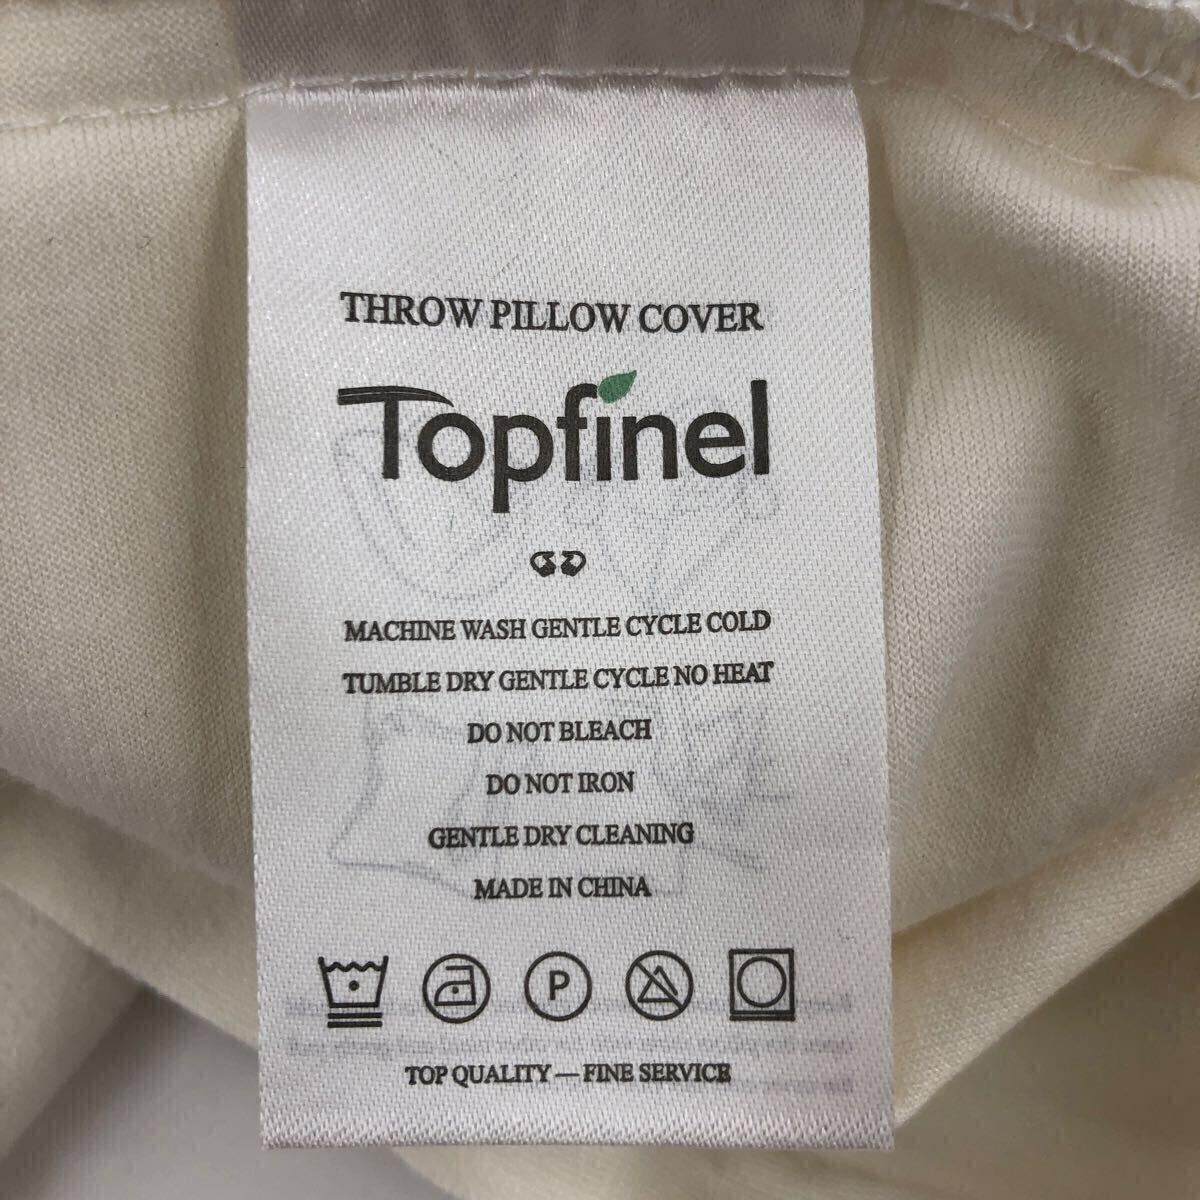 THROW PILLOW COVER
Topfinel
MACHINE WASH GENTLE CYCLE COLD
TUMBLE DRY GENTLE CYCLE NO HEAT
DO NOT BLEACH
DO NOT IRON
GENTLE DRY CLEANING
MADE IN CHINA
P
TOP QUALITY — FINE SERVICE